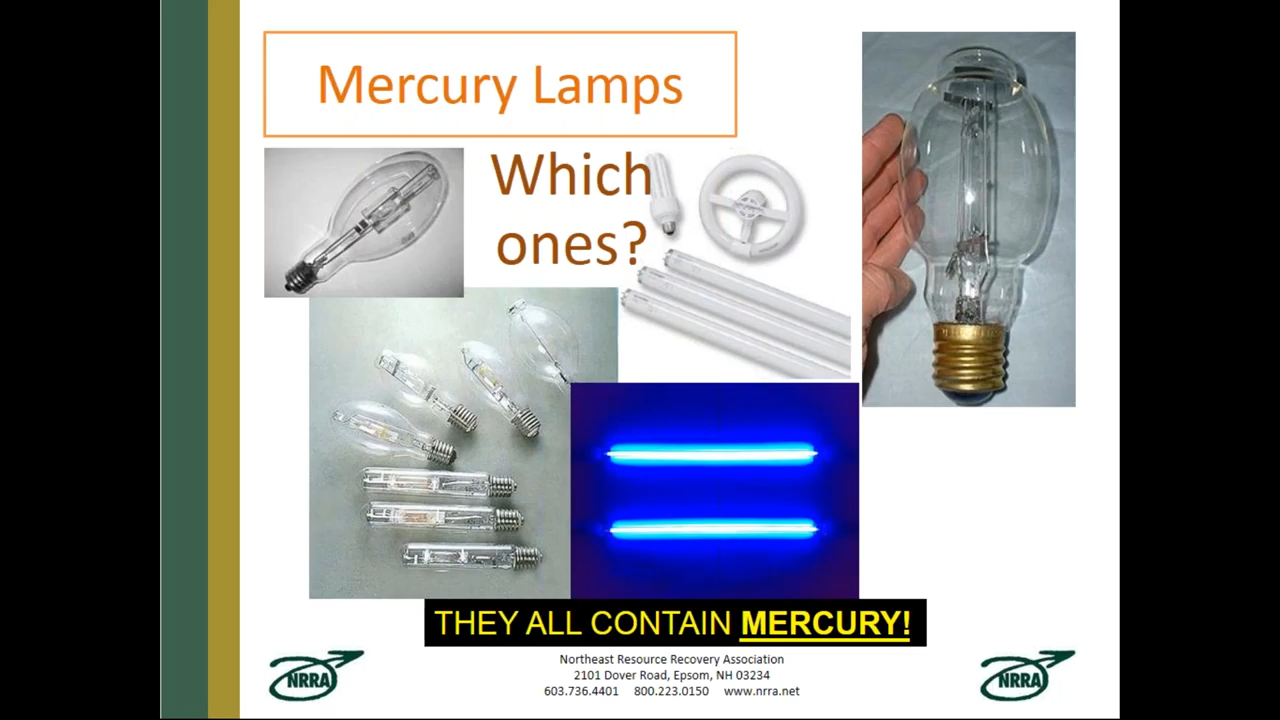 Mercury Lamps
Which
ones?
THEY ALL CONTAIN MERCURY!
Northeast Resource Recovery Association
2101 Dover Road, Epsom, NH 03234
603.736.4401 800.223.0150 www.nrra.net
NRRA
NRRA